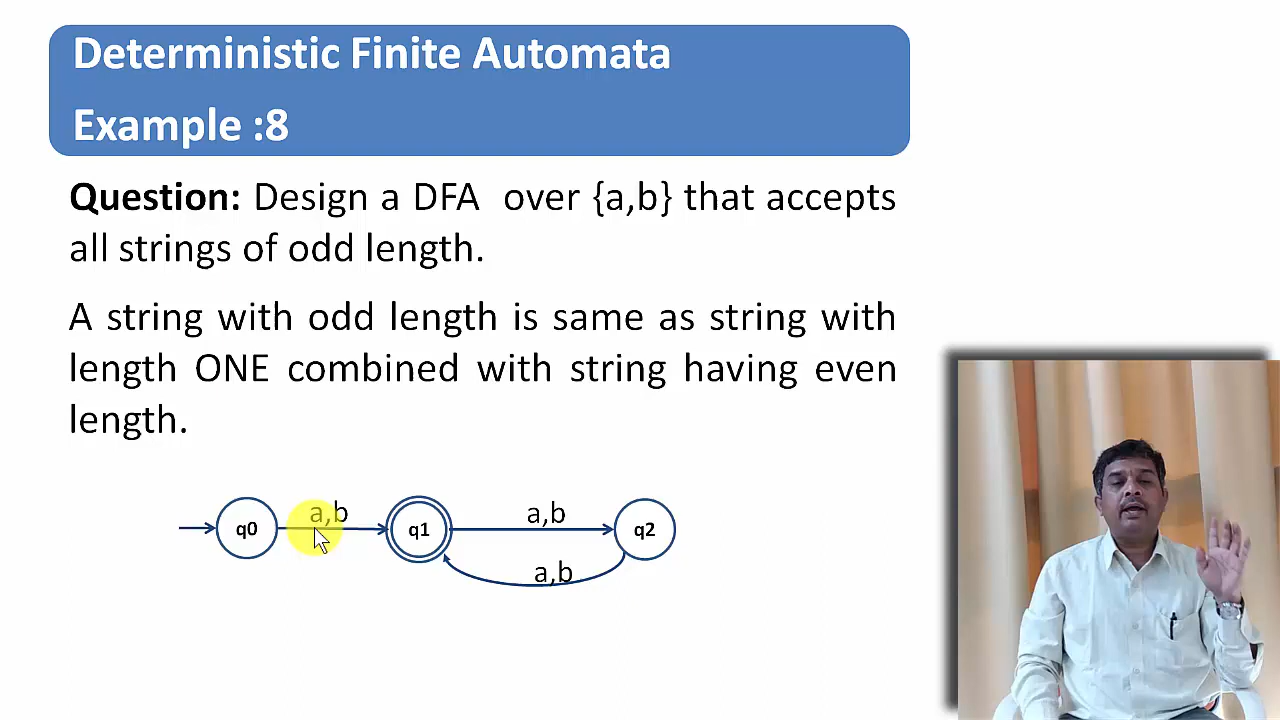 Deterministic Finite Automata
Example :8
Question: Design a DFA over {a,b} that accepts
all strings of odd length.
A string with odd length is same as string with
length ONE combined with string having even
length.
q0 a,b q1 a,b q2
a,b